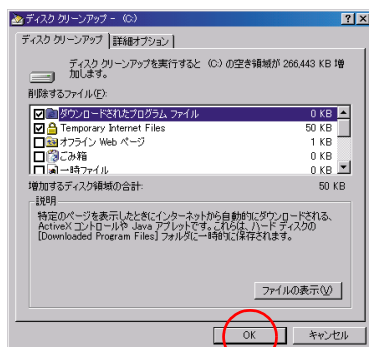 ディスク クリーンアップ - (C:)
ディスク クリーンアップ 詳細オプション
ディスク クリーンアップを実行すると (C:) の空き領域が 266,443 KB 増
加します。
削除するファイル(F):
ダウンロードされたプログラム ファイル 0 KB
Temporary Internet Files 50 KB
オフライン Web ページ 1 KB
ごみ箱 0 KB
一時ファイル 0 KB
増加するディスク領域の合計: 50 KB
説明
特定のページを表示したときにインターネットから自動的にダウンロードされる、
ActiveX コントロールや Java アプレットです。これらは、ハード ディスクの
[Downloaded Program Files] フォルダに一時的に保存されます。
ファイルの表示(V)
OK キャンセル